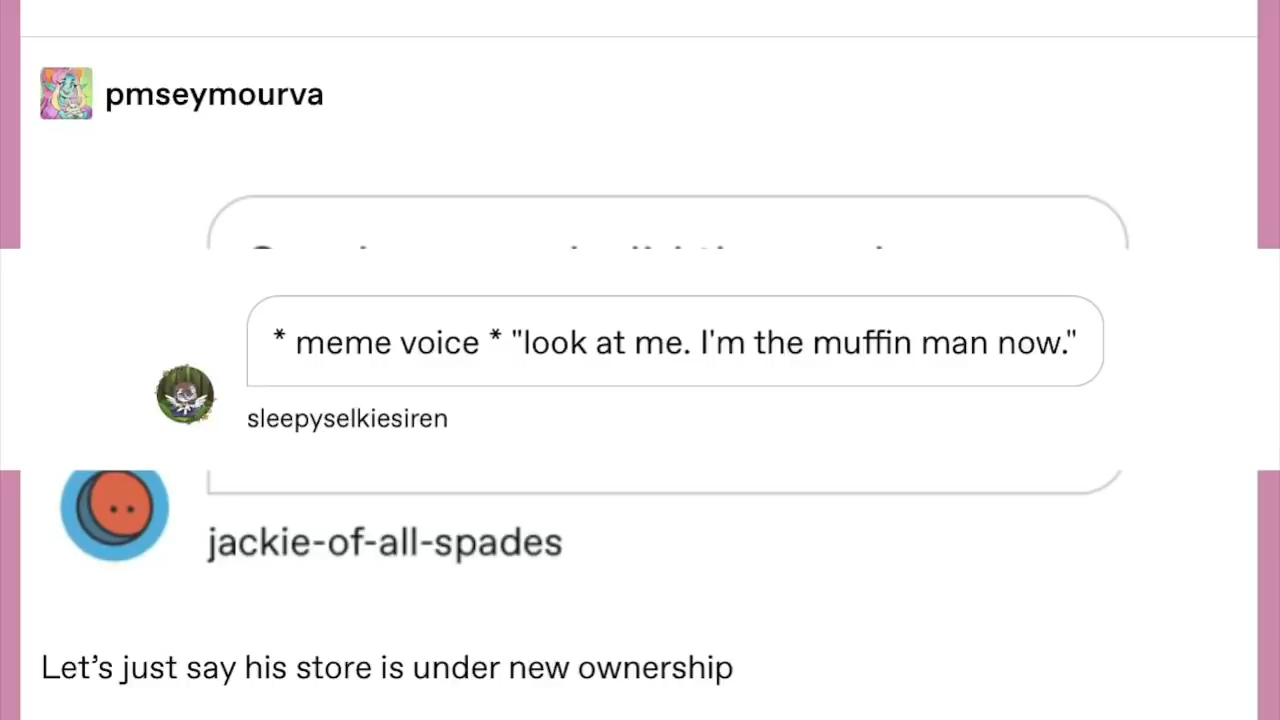 pmseymourva
* meme voice * "look at me. I'm the muffin man now."
sleepyselkiesiren
jackie-of-all-spades
Let’s just say his store is under new ownership